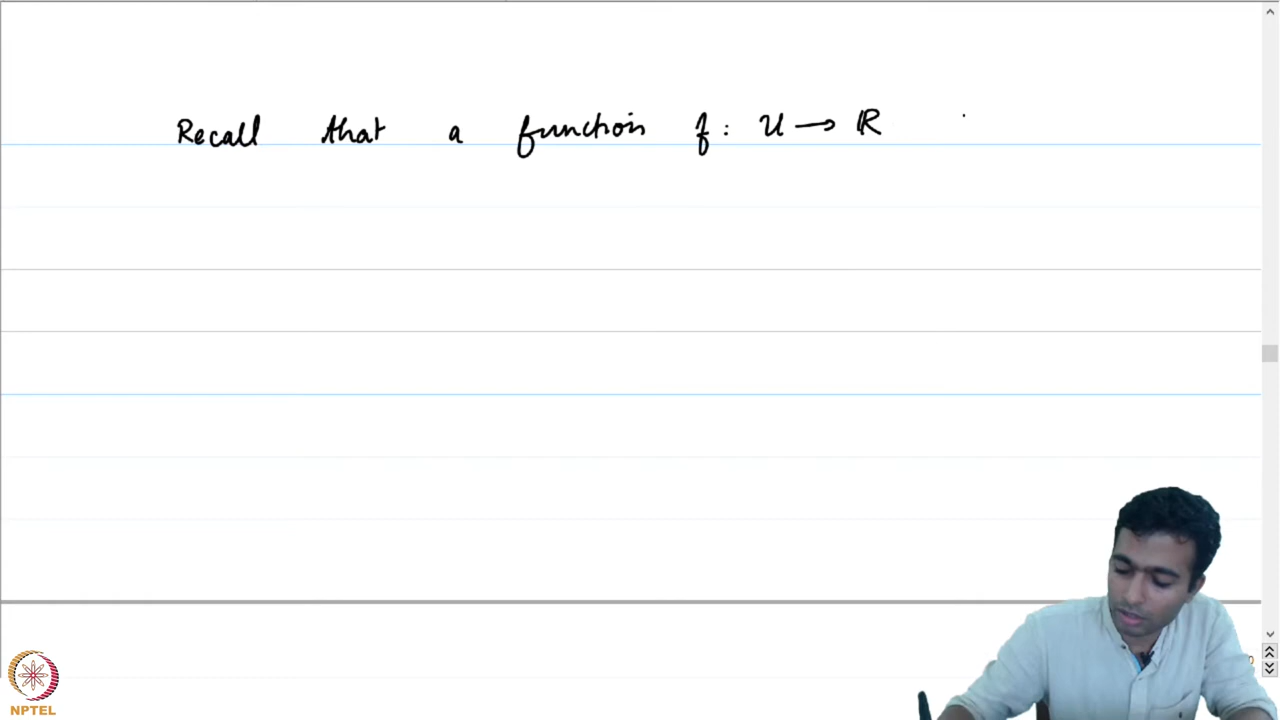 Recall that a function f : U → ℝ
NPTEL